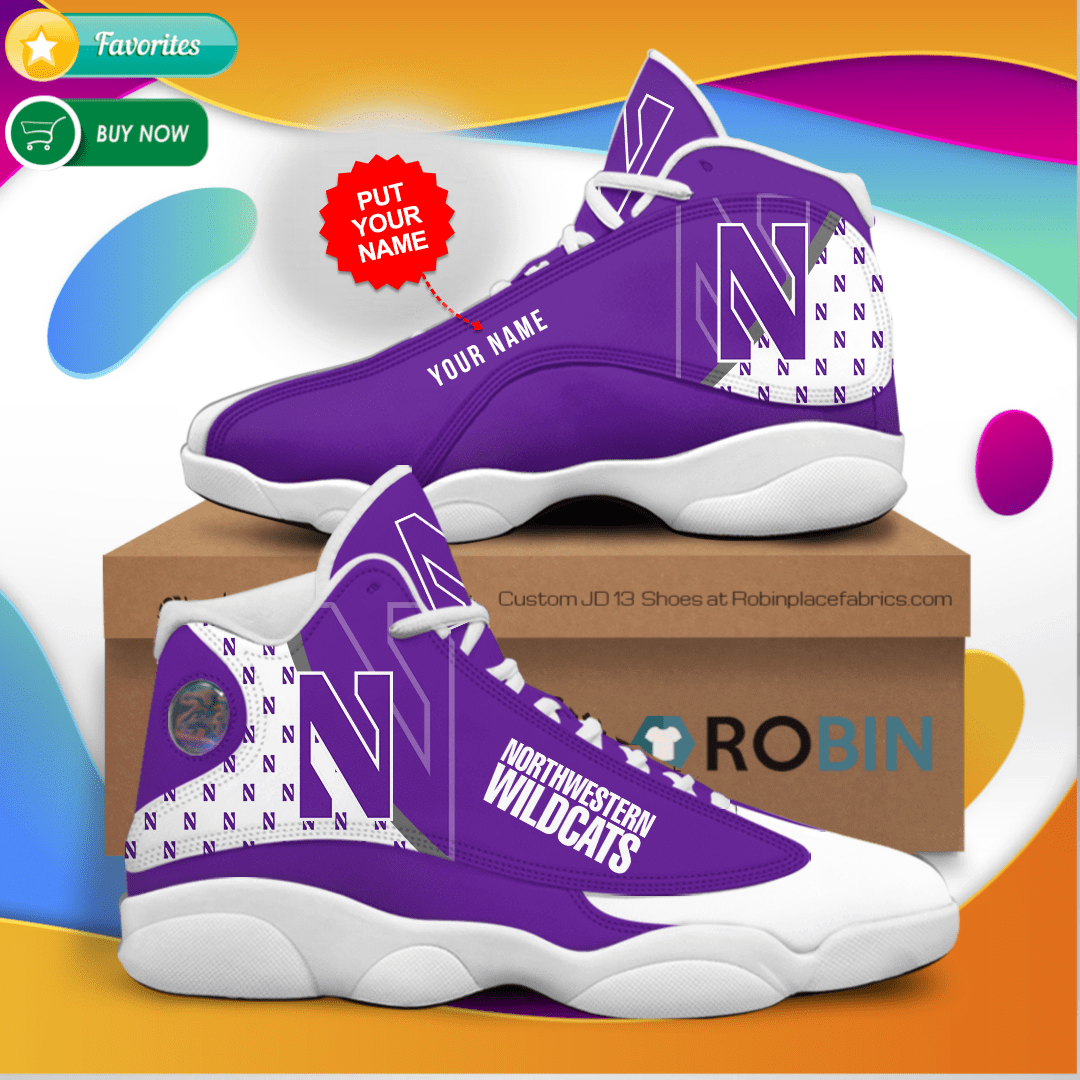 Favorites
BUY NOW
PUT
YOUR
NAME
YOUR NAME
N
Custom JD 13 Shoes at Robinplacefabrics.com
N
ROBIN
NORTHWESTERN
WILDCATS